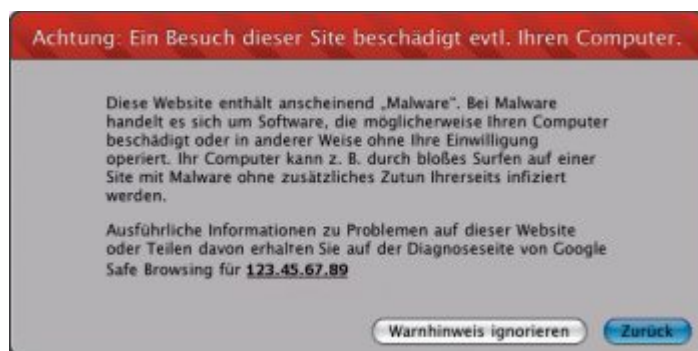 Achtung: Ein Besuch dieser Site beschädigt evtl. Ihren Computer.
Diese Website enthält anscheinend „Malware“. Bei Malware
handelt es sich um Software, die möglicherweise Ihren Computer
beschädigt oder in anderer Weise ohne Ihre Einwilligung
operiert. Ihr Computer kann z. B. durch bloßes Surfen auf einer
Site mit Malware ohne zusätzliches Zutun Ihrerseits infiziert
werden.
Ausführliche Informationen zu Problemen auf dieser Website
oder Teilen davon erhalten Sie auf der Diagnoseseite von Google
Safe Browsing für 123.45.67.89
Warnhinweis ignorieren Zurück